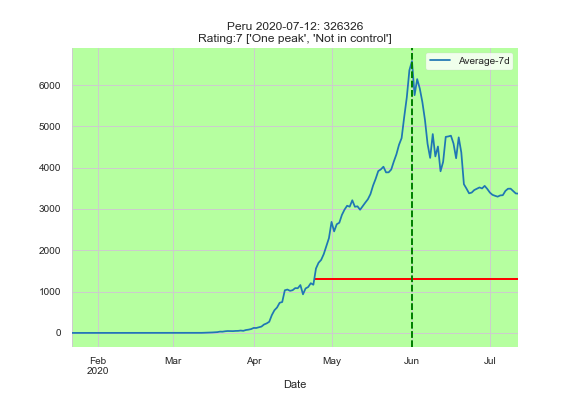 Peru 2020-07-12: 326326
Rating:7 ['One peak', 'Not in control']
Average-7d
6000
5000
4000
3000
2000
1000
0
Feb
2020
Mar
Apr
May
Jun
Jul
Date